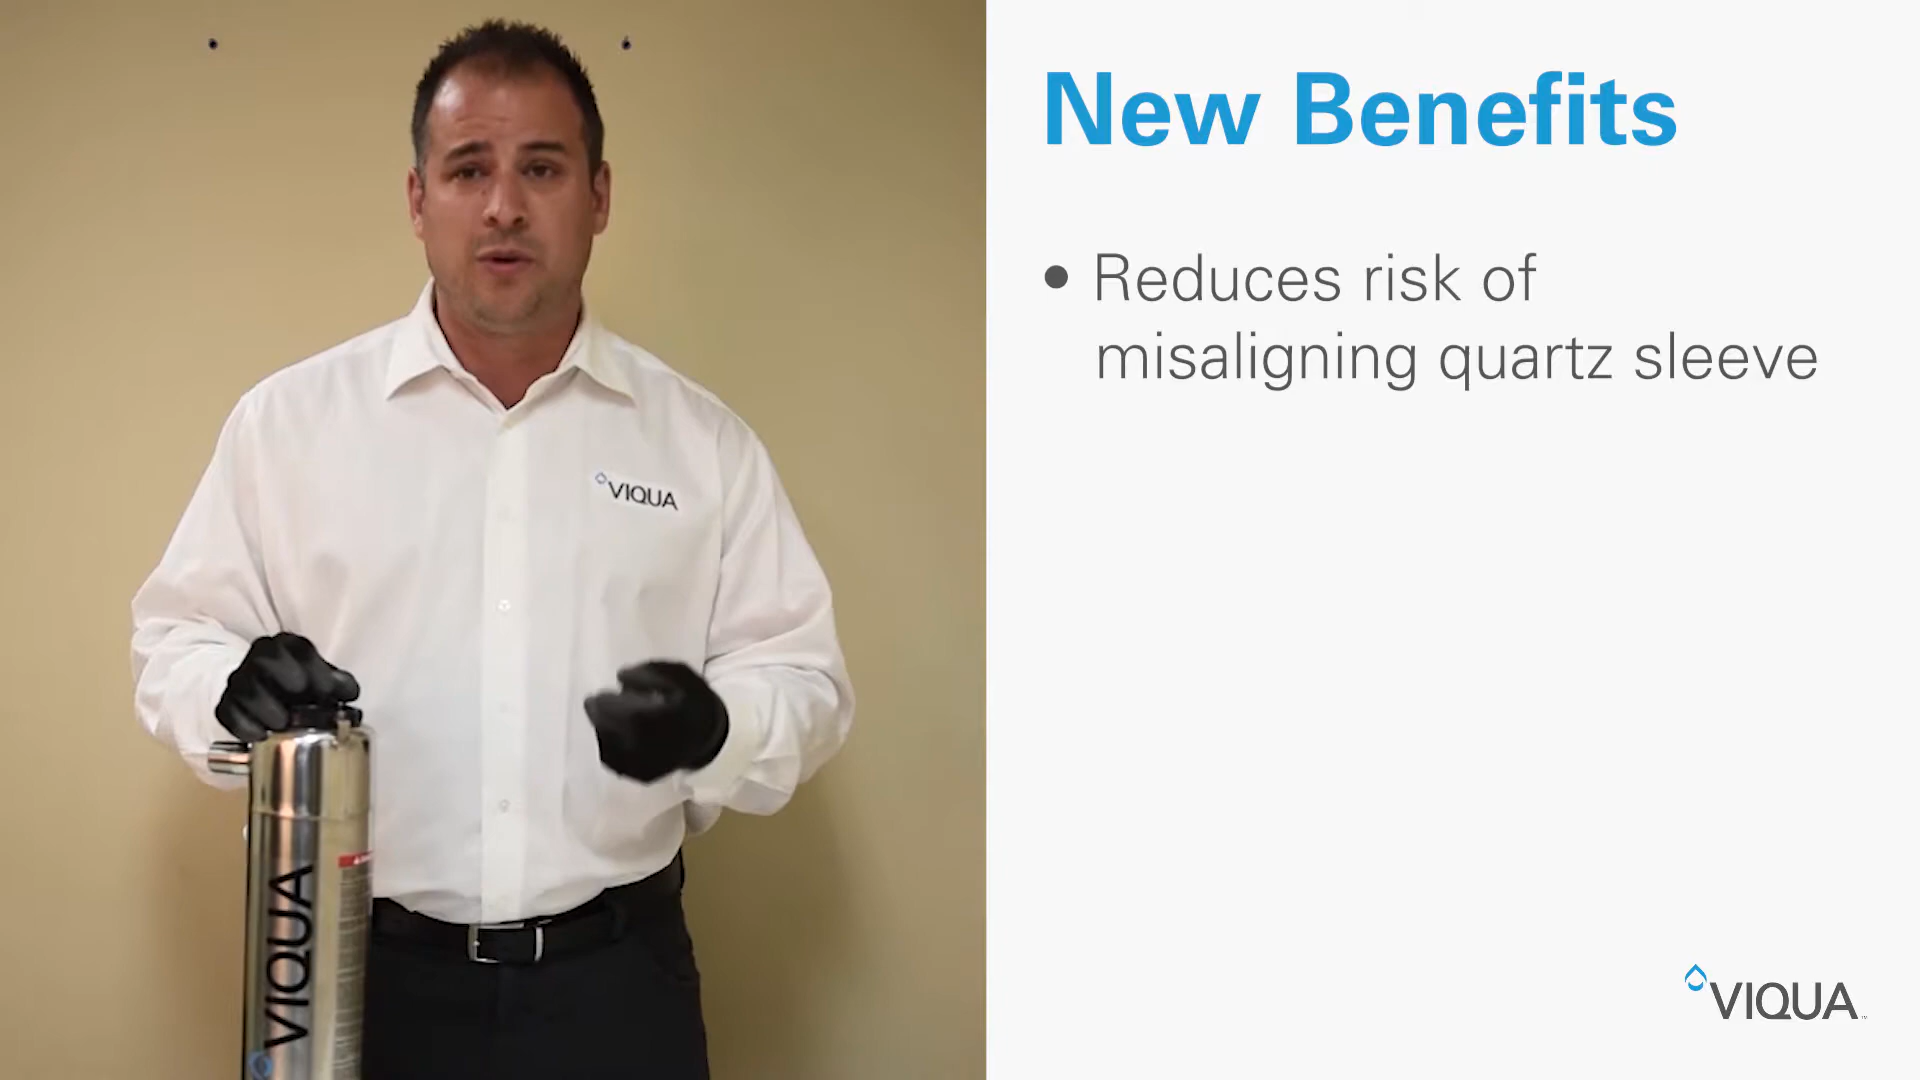 New Benefits
• Reduces risk of
misaligning quartz sleeve
VIQUA
VIQUA
VIQUA